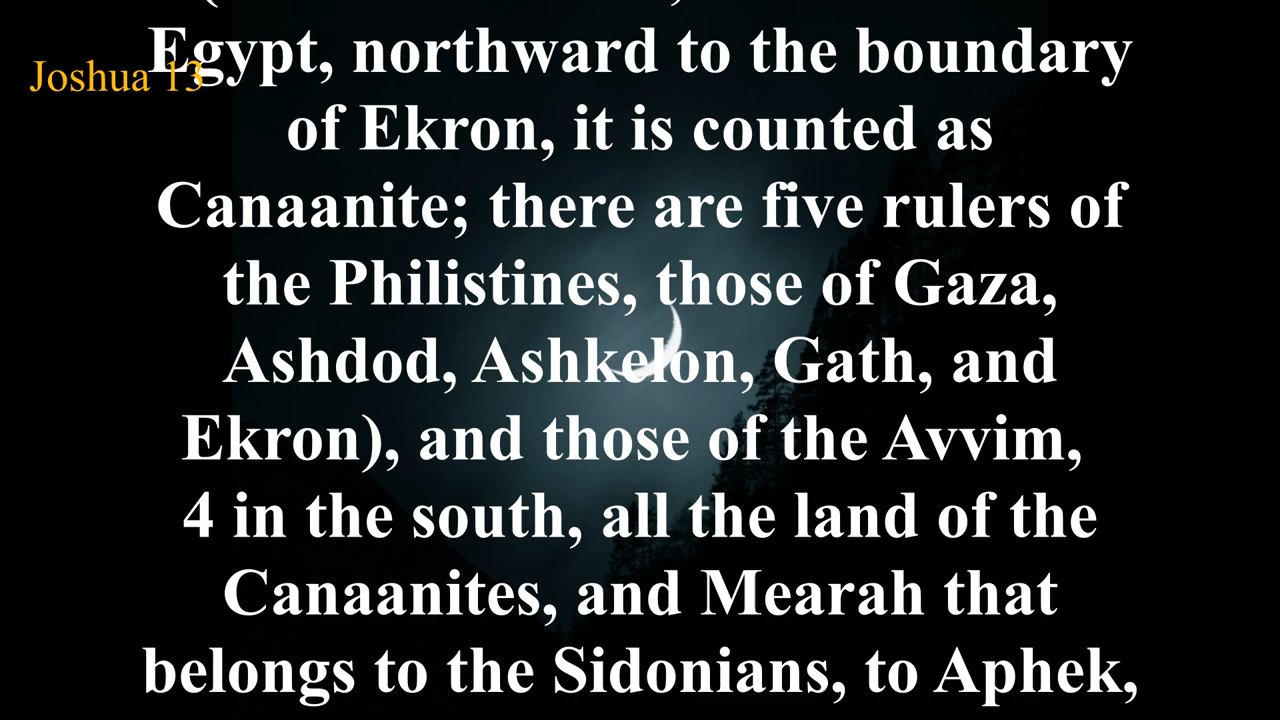 Joshua 13
Egypt, northward to the boundary
of Ekron, it is counted as
Canaanite; there are five rulers of
the Philistines, those of Gaza,
Ashdod, Ashkelon, Gath, and
Ekron), and those of the Avvim,
4 in the south, all the land of the
Canaanites, and Mearah that
belongs to the Sidonians, to Aphek,